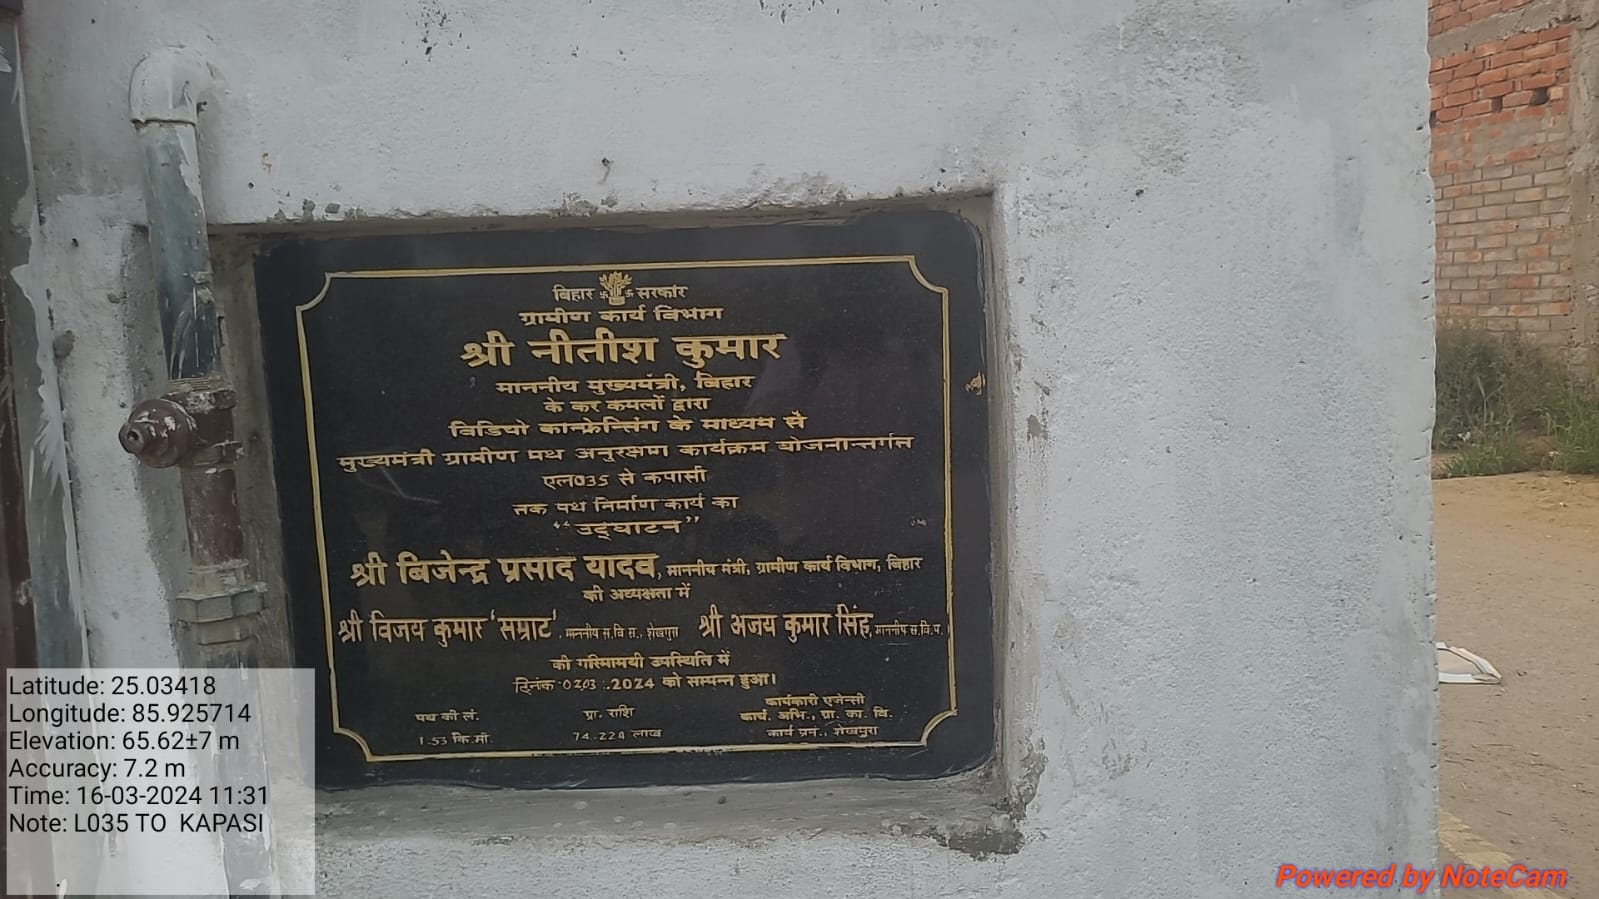 बिहार सरकार
ग्रामीण कार्य विभाग
श्री नीतीश कुमार
माननीय मुख्यमंत्री, बिहार
के कर कमलों द्वारा
विडियो कान्फ्रेन्सिंग के माध्यम से
मुख्यमंत्री ग्रामीण पथ अनुरक्षण कार्यक्रम योजनान्तर्गत
एल035 से कपासी
तक पथ निर्माण कार्य का
“उद्घाटन”
श्री बिजेन्द्र प्रसाद यादव, माननीय मंत्री, ग्रामीण कार्य विभाग, बिहार
की अध्यक्षता में
श्री विजय कुमार 'सम्राट', माननीय स.वि.स., शेखपुरा श्री अजय कुमार सिंह, माननीय स.वि.प.
की गरिमामयी उपस्थिति में
दिनांक 02.03.2024 को सम्पन्न हुआ।
पथ की लं. प्रा. राशि कार्यकारी एजेन्सी
कार्य. अभि., ग्रा. का. वि.
1.53 कि.मी. 74.220 लाख कार्य प्रमं., शेखपुरा
Latitude: 25.03418
Longitude: 85.925714
Elevation: 65.62±7 m
Accuracy: 7.2 m
Time: 16-03-2024 11:31
Note: L035 TO KAPASI
Powered by NoteCam